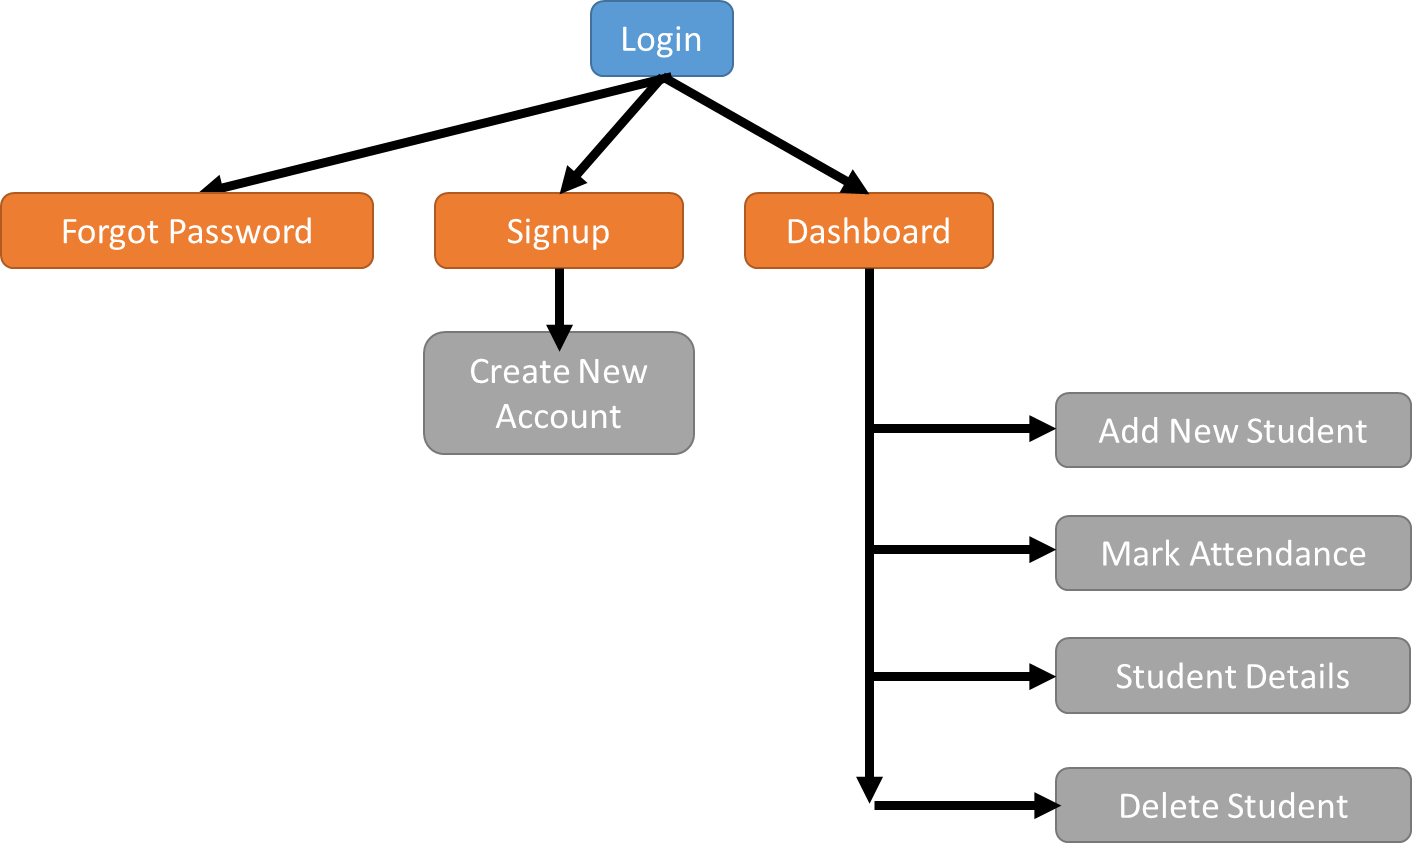 Login
Forgot Password
Signup
Dashboard
Create New
Account
Add New Student
Mark Attendance
Student Details
Delete Student